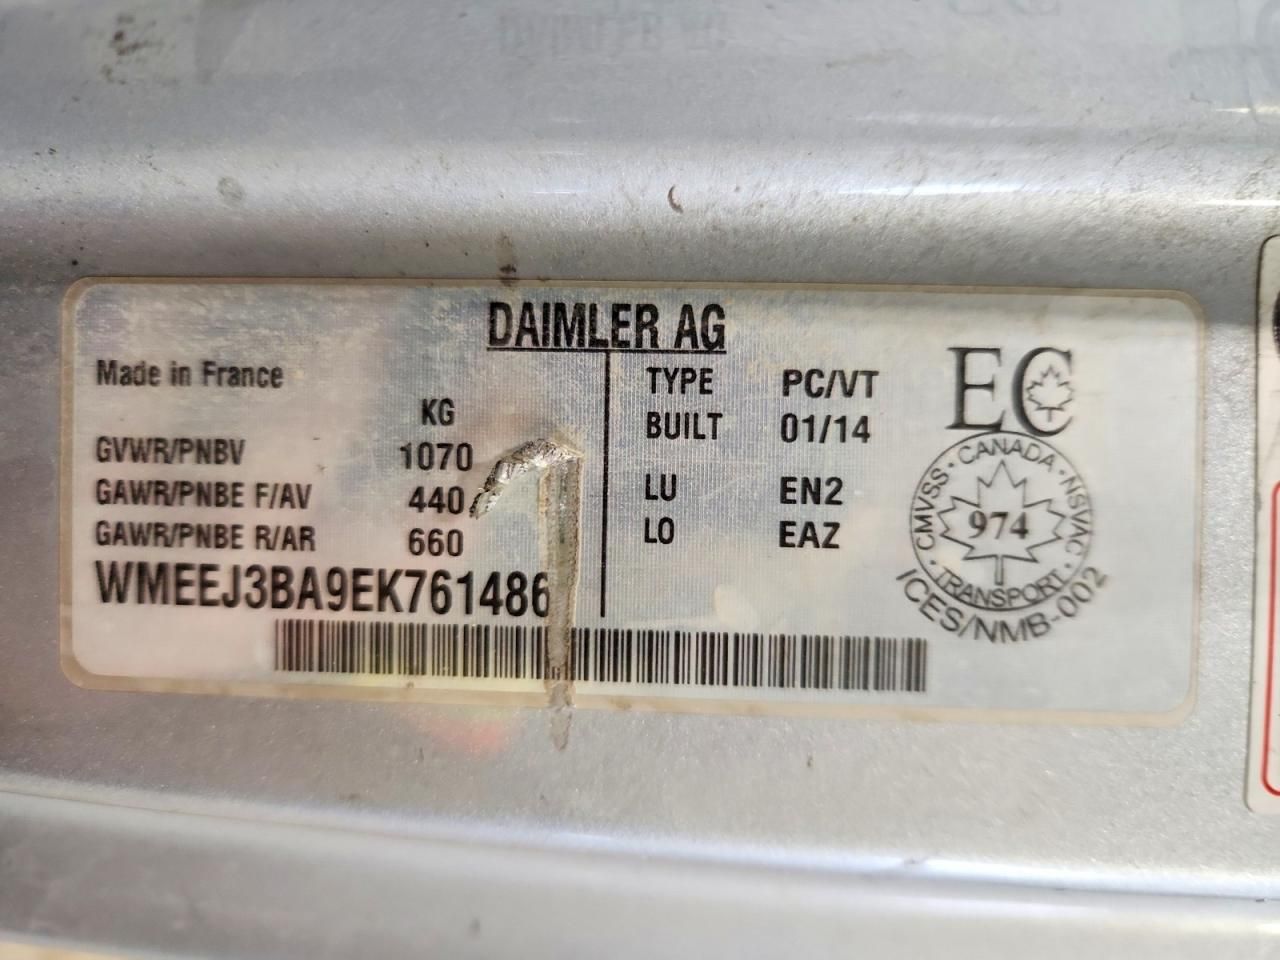 DAIMLER AG
Made in France
KG
GVWR/PNBV 1070
GAWR/PNBE F/AV 440
GAWR/PNBE R/AR 660
WMEEJ3BA9EK761486
TYPE PC/VT
BUILT 01/14
LU EN2
LO EAZ
EC
CMVSS · CANADA · NSVAC
974
· TRANSPORT ·
ICES/NMB-002